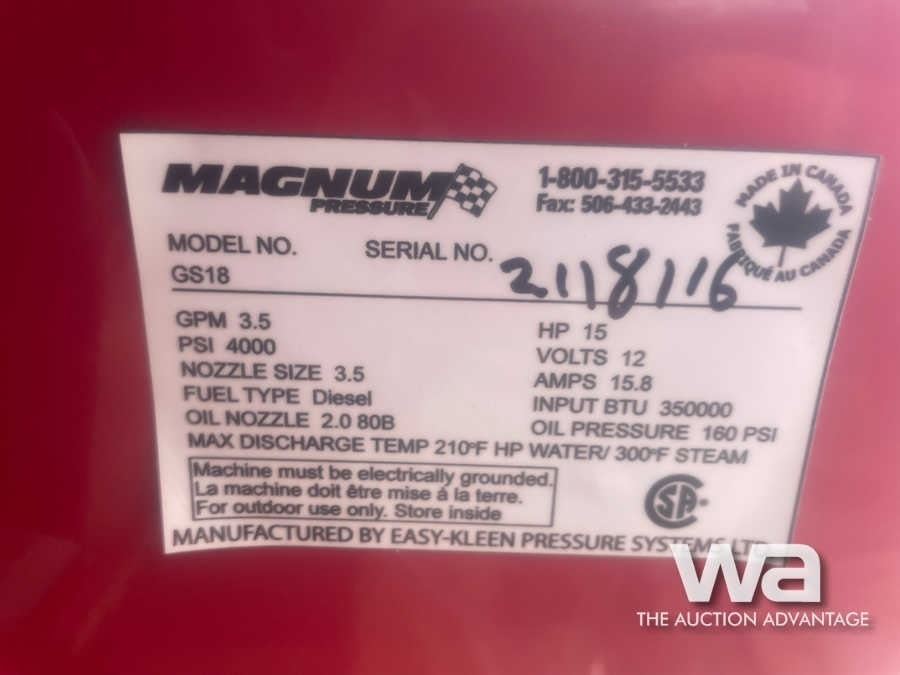 MAGNUM
PRESSURE
1-800-315-5533
Fax: 506-433-2443
MADE IN CANADA
FABRIQUÉ AU CANADA
MODEL NO.
GS18
SERIAL NO. 2118116
GPM 3.5
PSI 4000
NOZZLE SIZE 3.5
FUEL TYPE Diesel
OIL NOZZLE 2.0 80B
HP 15
VOLTS 12
AMPS 15.8
INPUT BTU 350000
OIL PRESSURE 160 PSI
MAX DISCHARGE TEMP 210°F HP WATER/ 300°F STEAM
Machine must be electrically grounded.
La machine doit être mise à la terre.
For outdoor use only. Store inside
CSA
MANUFACTURED BY EASY-KLEEN PRESSURE SYSTEMS LTD
wa
THE AUCTION ADVANTAGE